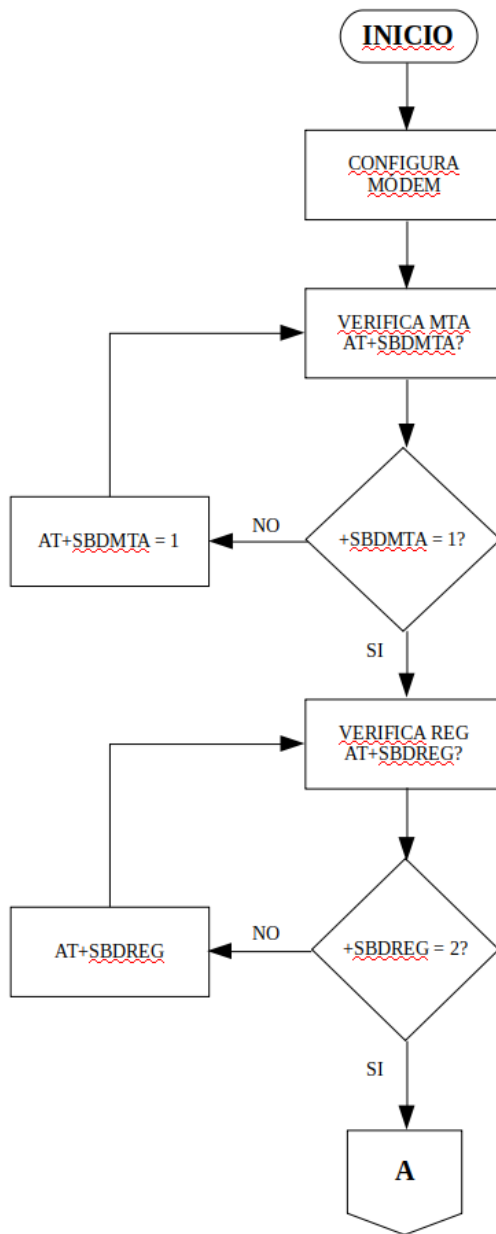 INICIO
CONFIGURA
MÓDEM
VERIFICA MTA
AT+SBDMTA?
+SBDMTA = 1?
NO
AT+SBDMTA = 1
SI
VERIFICA REG
AT+SBDREG?
+SBDREG = 2?
NO
AT+SBDREG
SI
A